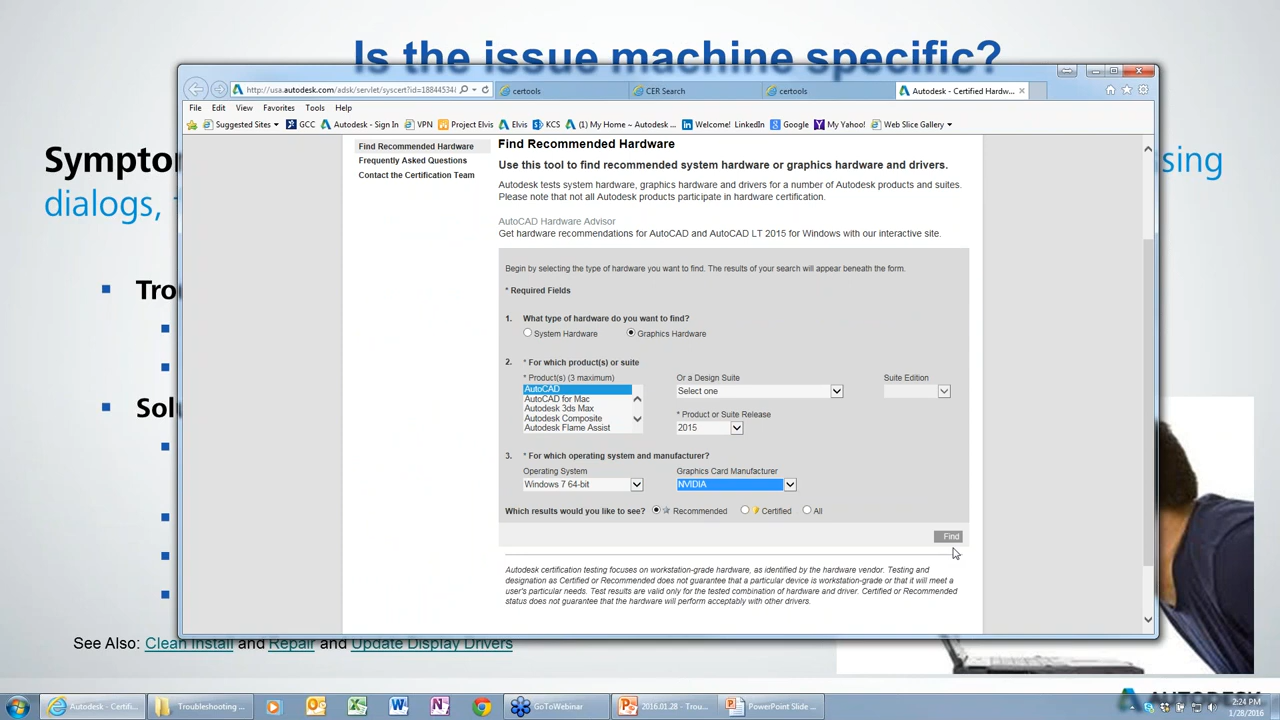 Is the issue machine specific?
http://usa.autodesk.com/adsk/servlet/syscert?id=18844534&
certools
CER Search
certools
Autodesk - Certified Hardw...
File Edit View Favorites Tools Help
Suggested Sites
GCC
Autodesk - Sign In
VPN
Project Elvis
Elvis
KCS
(1) My Home ~ Autodesk ...
Welcome! LinkedIn
Google
My Yahoo!
Web Slice Gallery
Find Recommended Hardware
Frequently Asked Questions
Contact the Certification Team
Find Recommended Hardware
Use this tool to find recommended system hardware or graphics hardware and drivers.
Autodesk tests system hardware, graphics hardware and drivers for a number of Autodesk products and suites.
Please note that not all Autodesk products participate in hardware certification.
AutoCAD Hardware Advisor
Get hardware recommendations for AutoCAD and AutoCAD LT 2015 for Windows with our interactive site.
Begin by selecting the type of hardware you want to find. The results of your search will appear beneath the form.
* Required Fields
1. What type of hardware do you want to find?
System Hardware Graphics Hardware
2. * For which product(s) or suite
* Product(s) (3 maximum)
AutoCAD
AutoCAD for Mac
Autodesk 3ds Max
Autodesk Composite
Autodesk Flame Assist
Or a Design Suite
Select one
Suite Edition
* Product or Suite Release
2015
3. * For which operating system and manufacturer?
Operating System
Windows 7 64-bit
Graphics Card Manufacturer
NVIDIA
Which results would you like to see? Recommended Certified All
Find
Autodesk certification testing focuses on workstation-grade hardware, as identified by the hardware vendor. Testing and
designation as Certified or Recommended does not guarantee that a particular device is workstation-grade or that it will meet a
user's particular needs. Test results are valid only for the tested combination of hardware and driver. Certified or Recommended
status does not guarantee that the hardware will perform acceptably with other drivers.
dialogs,
See Also: Clean Install and Repair and Update Display Drivers
AUTODESK
Autodesk - Certifi...
Troubleshooting ...
GoToWebinar
2016.01.28 - Trou...
PowerPoint Slide ...
2:24 PM
1/28/2016